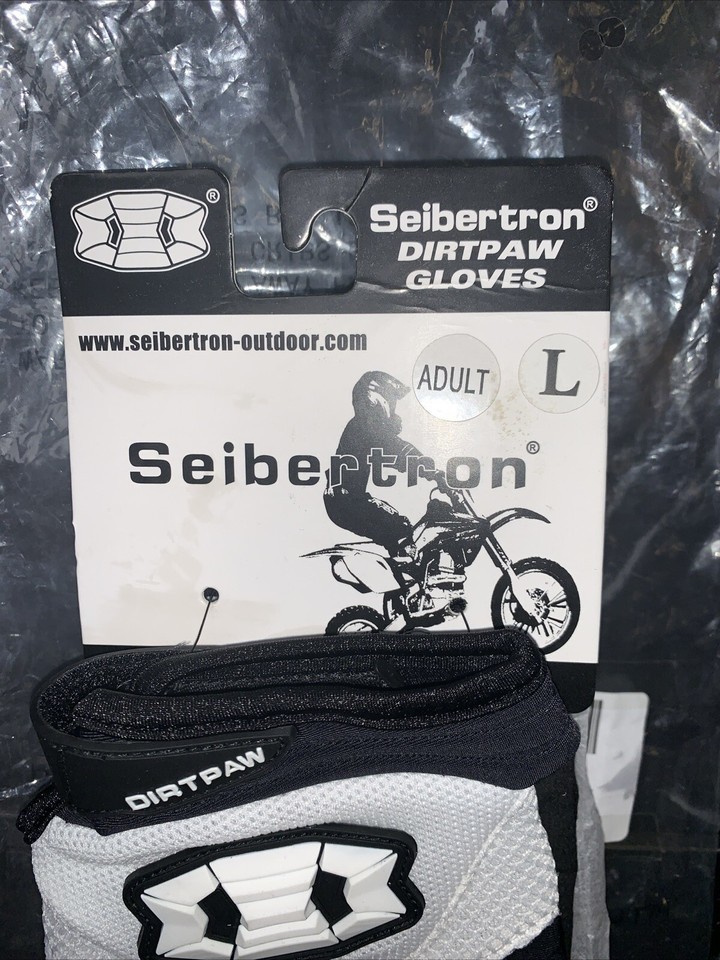 Seibertron®
DIRTPAW
GLOVES
®
www.seibertron-outdoor.com
ADULT
L
Seibertron®
DIRTPAW